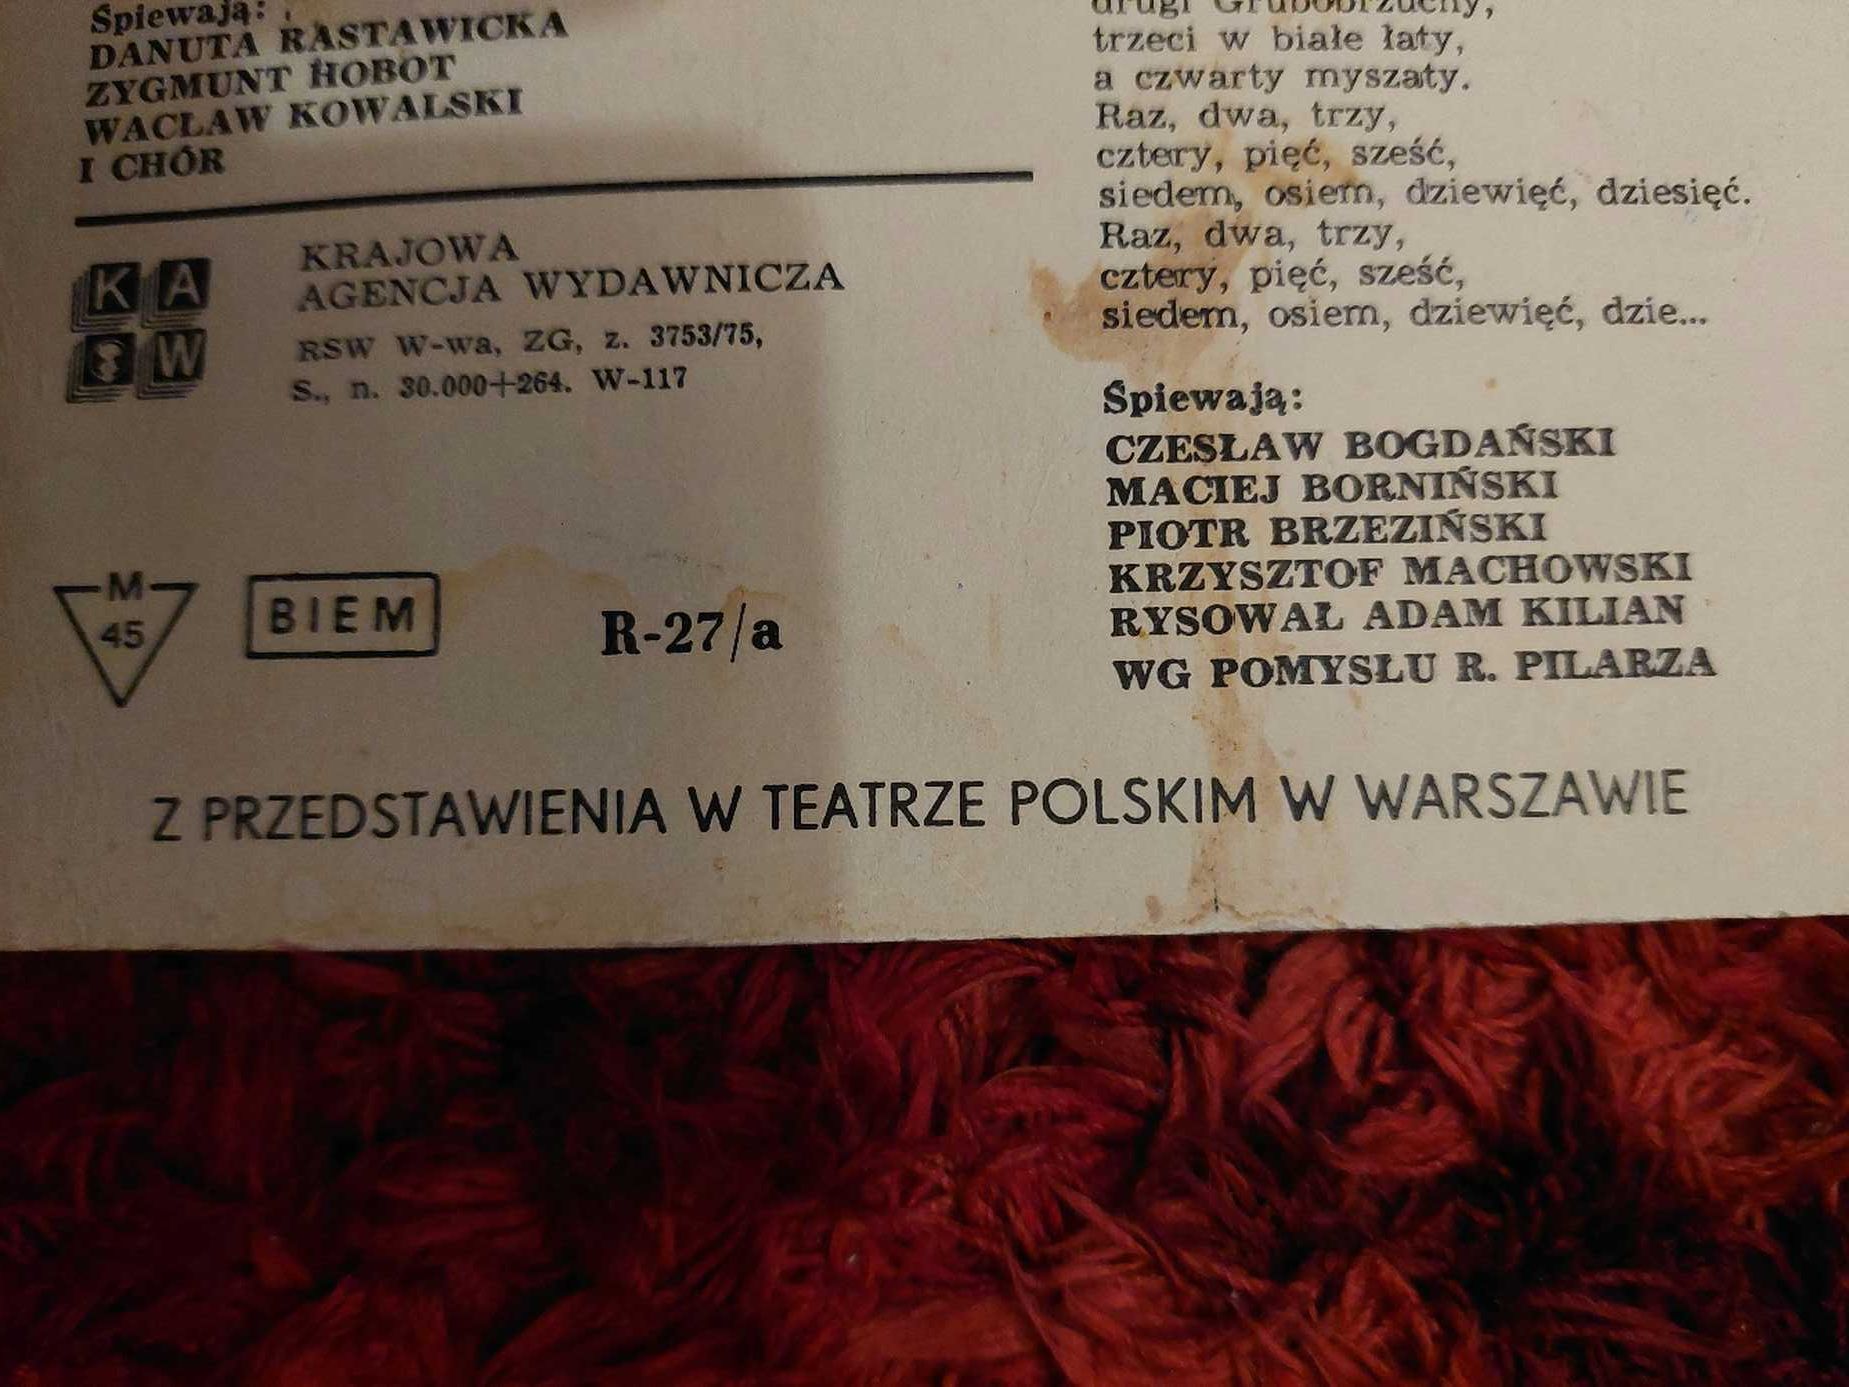 Śpiewają:
DANUTA RASTAWICKA
ZYGMUNT HOBOT
WACŁAW KOWALSKI
I CHÓR
K A
W
KRAJOWA
AGENCJA WYDAWNICZA
RSW W-wa, ZG, z. 3753/75,
S., n. 30.000+264. W-117
M
45
BIEM
R-27/a
drugi Grubobrzuchy,
trzeci w białe łaty,
a czwarty myszaty.
Raz, dwa, trzy,
cztery, pięć, sześć,
siedem, osiem, dziewięć, dziesięć.
Raz, dwa, trzy,
cztery, pięć, sześć,
siedem, osiem, dziewięć, dzie...
Śpiewają:
CZESŁAW BOGDAŃSKI
MACIEJ BORNIŃSKI
PIOTR BRZEZIŃSKI
KRZYSZTOF MACHOWSKI
RYSOWAŁ ADAM KILIAN
WG POMYSŁU R. PILARZA
Z PRZEDSTAWIENIA W TEATRZE POLSKIM W WARSZAWIE